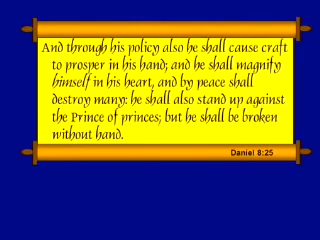 And through his policy also he shall cause craft
to prosper in his hand; and he shall magnify
himself in his heart, and by peace shall
destroy many: he shall also stand up against
the Prince of princes; but he shall be broken
without hand.
Daniel 8:25